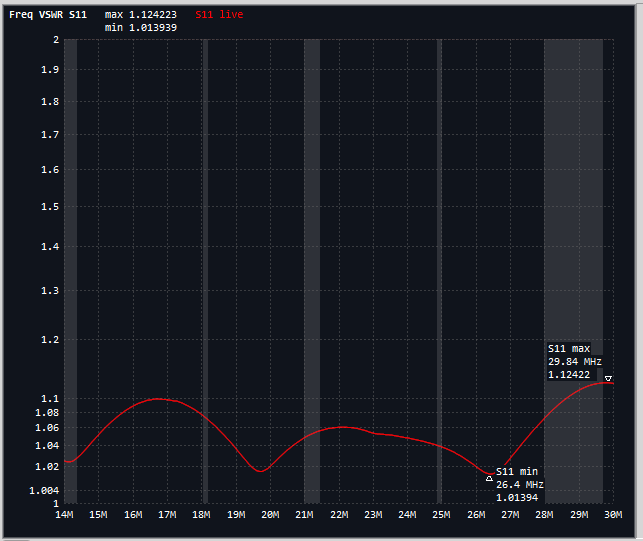 Freq VSWR S11 max 1.124223 S11 live
min 1.013939
2
1.9
1.8
1.7
1.6
1.5
1.4
1.3
1.2
S11 max
29.84 MHz
1.12422
1.1
1.08
1.06
1.04
1.02
S11 min
26.4 MHz
1.01394
1.004
1
14M 15M 16M 17M 18M 19M 20M 21M 22M 23M 24M 25M 26M 27M 28M 29M 30M